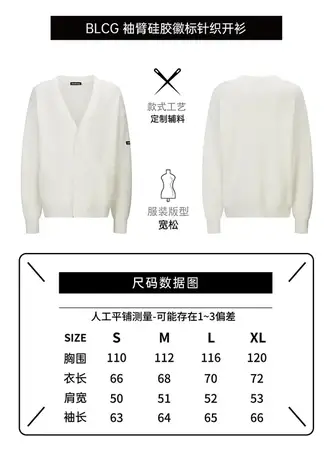 BLCG 袖臂硅胶徽标针织开衫
款式工艺
定制辅料
服装版型
宽松
尺码数据图
人工平铺测量-可能存在1~3偏差
SIZE S M L XL
胸围 110 112 116 120
衣长 66 68 70 72
肩宽 50 51 52 53
袖长 63 64 65 66